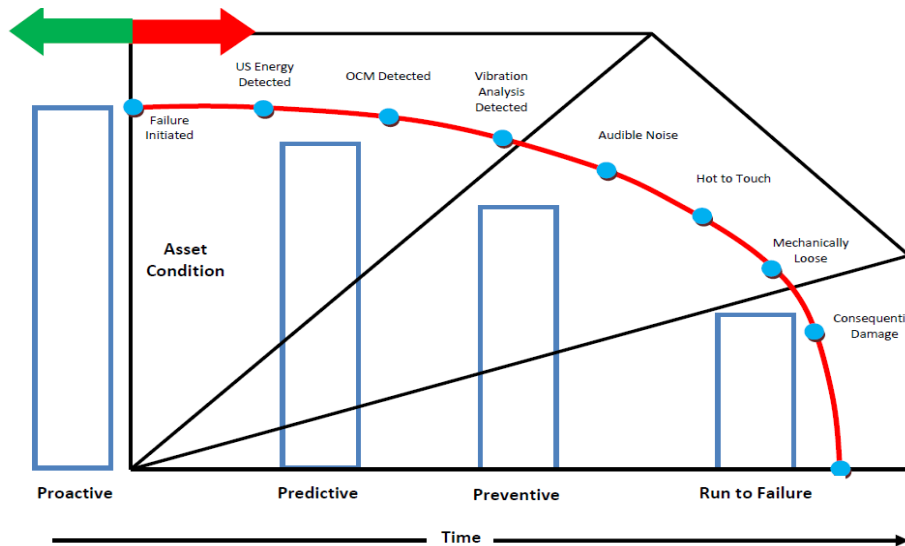 US Energy
Detected
OCM Detected
Vibration
Analysis
Detected
Failure
Initiated
Audible Noise
Hot to Touch
Mechanically
Loose
Asset
Condition
Consequenti
Damage
Proactive
Predictive
Preventive
Run to Failure
Time